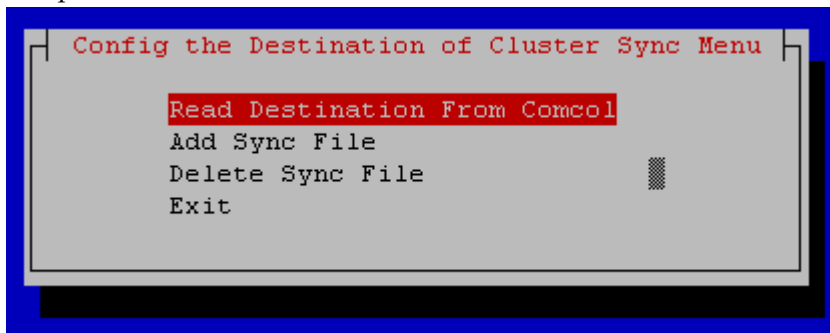 Config the Destination of Cluster Sync Menu
Read Destination From Comcol
Add Sync File
Delete Sync File
Exit